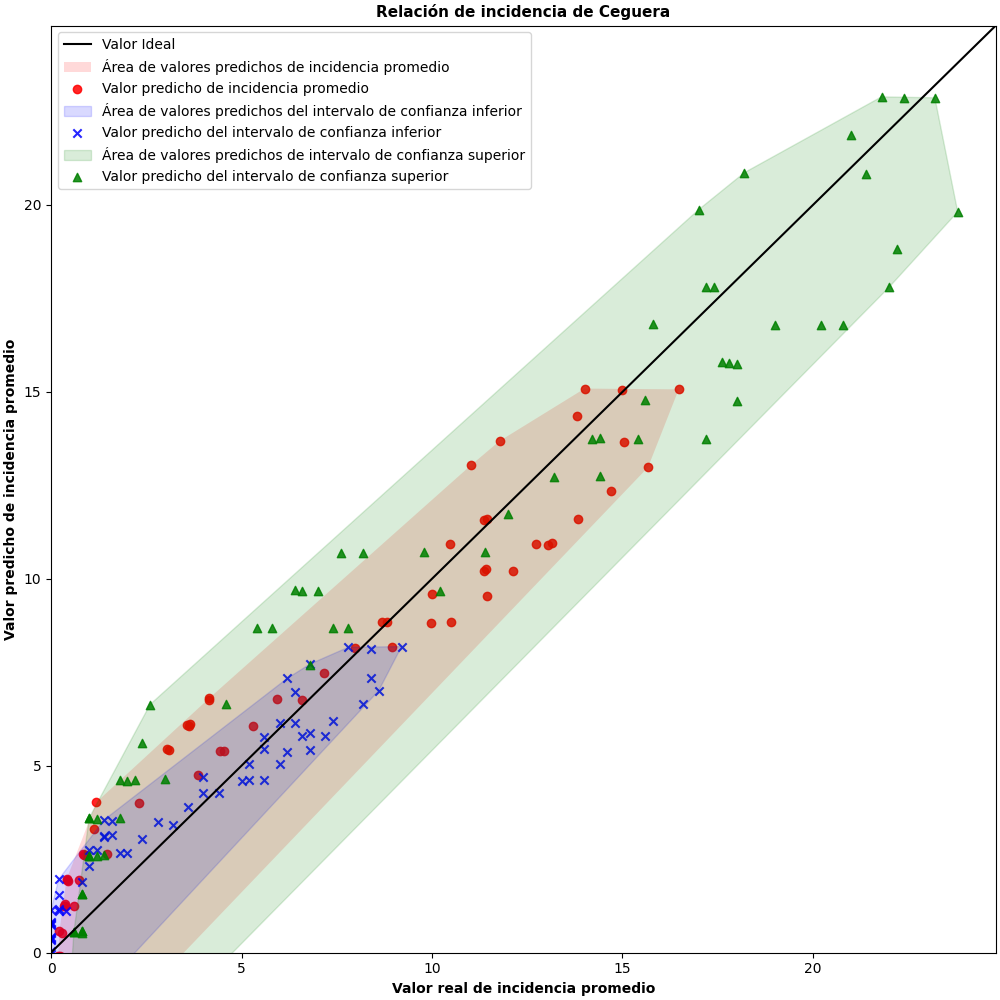 Relación de incidencia de Ceguera
Valor Ideal
Área de valores predichos de incidencia promedio
Valor predicho de incidencia promedio
Área de valores predichos del intervalo de confianza inferior
Valor predicho del intervalo de confianza inferior
Área de valores predichos de intervalo de confianza superior
Valor predicho del intervalo de confianza superior
Valor predicho de incidencia promedio
20
15
10
5
0
0 5 10 15 20
Valor real de incidencia promedio